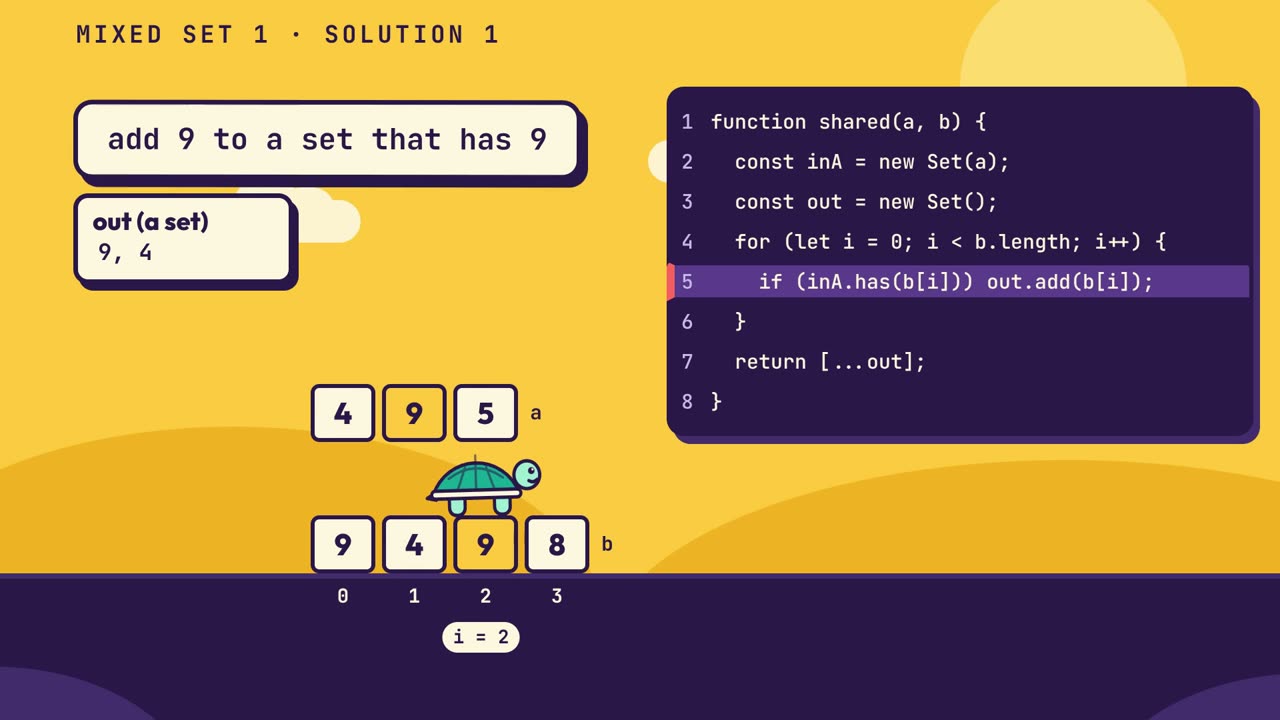 MIXED SET 1 · SOLUTION 1
add 9 to a set that has 9
out (a set)
9, 4
1 function shared(a, b) {
2   const inA = new Set(a);
3   const out = new Set();
4   for (let i = 0; i < b.length; i++) {
5     if (inA.has(b[i])) out.add(b[i]);
6   }
7   return [...out];
8 }
4 9 5 a
9 4 9 8 b
0 1 2 3
i = 2